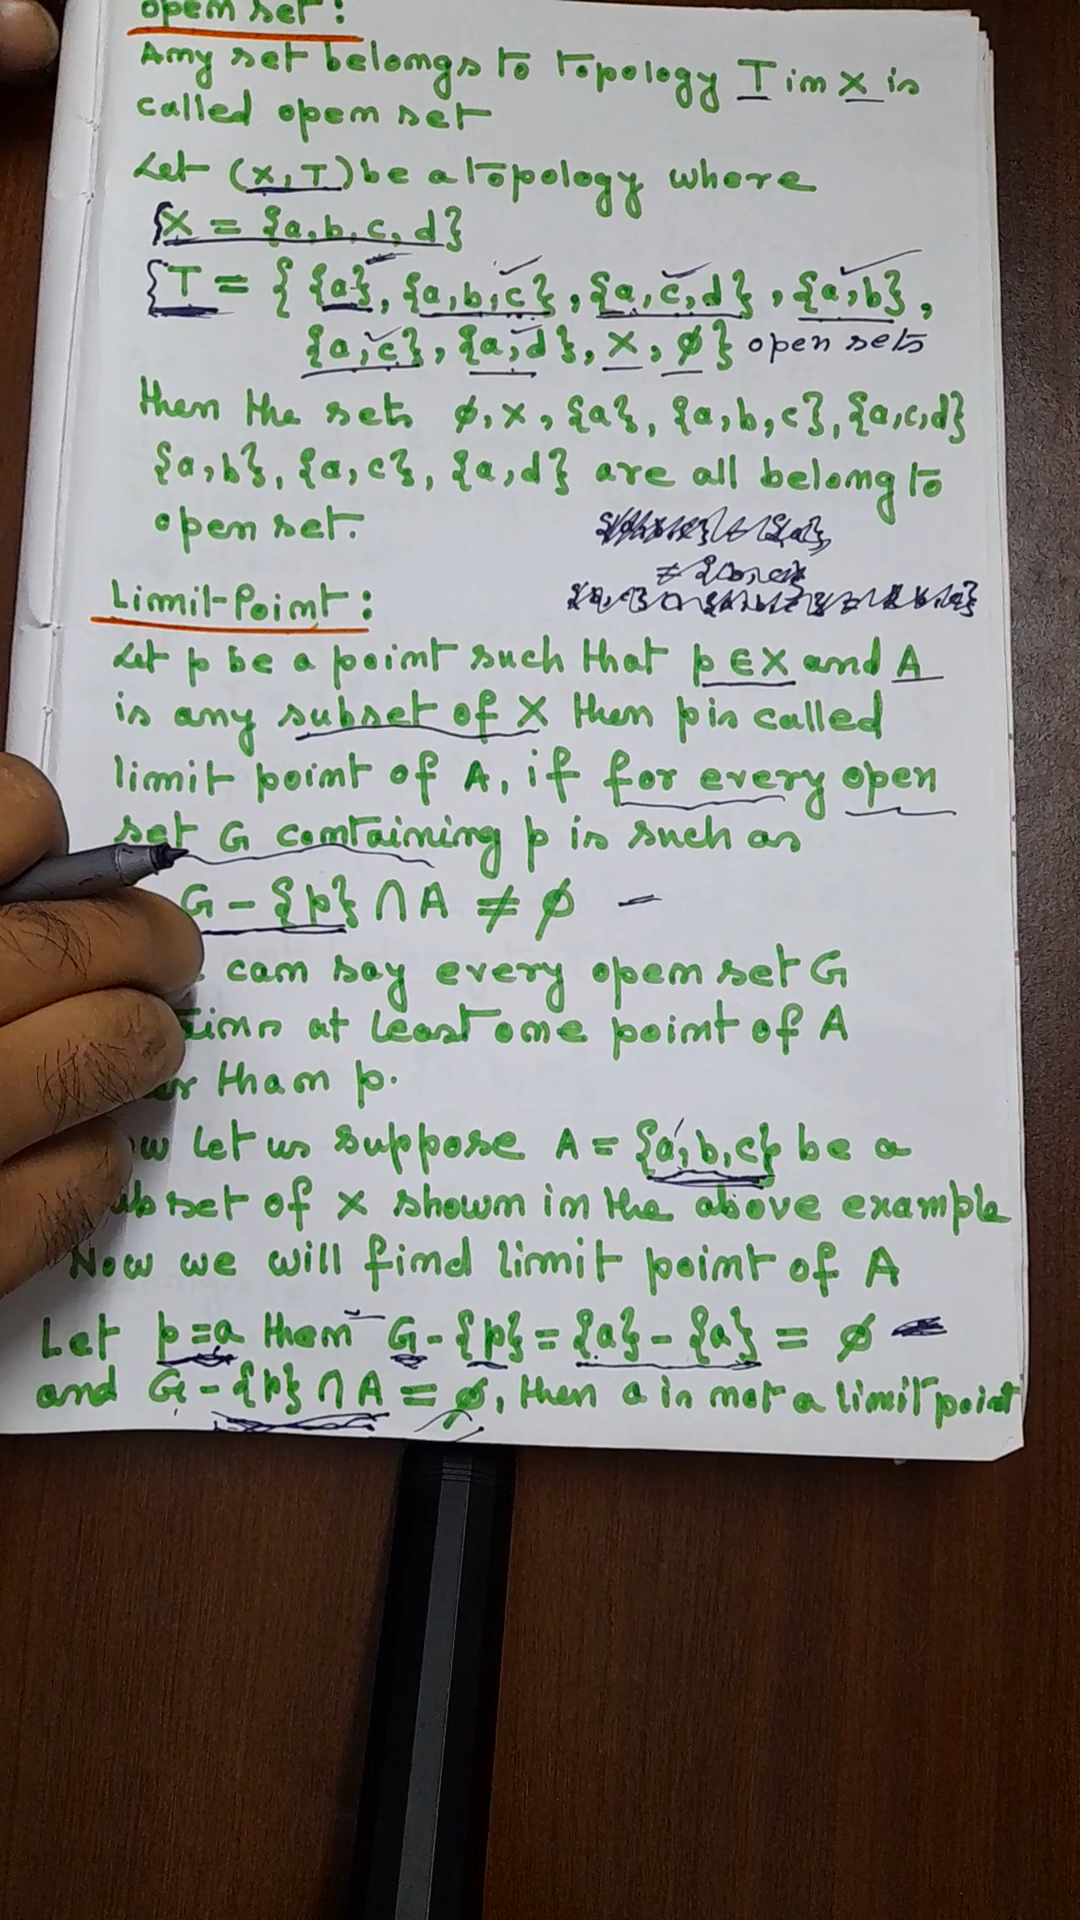 open set:
Any set belongs to topology T in X is
called open set
Let (X, T) be a topology where
X = {a, b, c, d}
T = { {a}, {a, b, c}, {a, c, d}, {a, b},
{a, c}, {a, d}, X, φ} open sets
then the sets φ, X, {a}, {a, b, c}, {a, c, d}
{a, b}, {a, c}, {a, d} are all belong to
open set.
Limit-Point:
Let p be a point such that p ∈ X and A
is any subset of X then p is called
limit point of A, if for every open
set G containing p is such as
G - {p} ∩ A ≠ φ
can say every open set G
at least one point of A
than p.
let us suppose A = {a, b, c} be a
set of X shown in the above example
Now we will find limit point of A
Let p = a then G - {p} = {a} - {a} = φ
and G - {p} ∩ A = φ, then a is not a limit point